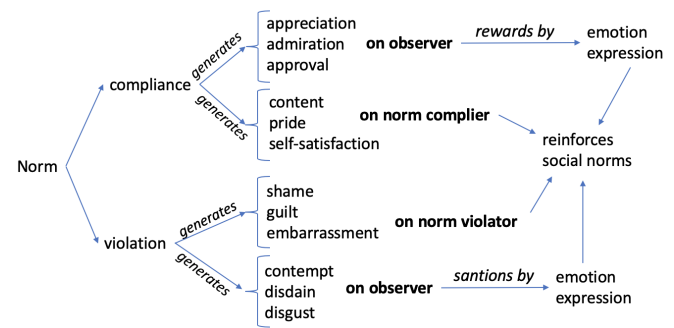 Norm
compliance
generates
generates
appreciation
admiration
approval
on observer
rewards by
emotion
expression
content
pride
self-satisfaction
on norm complier
reinforces
social norms
violation
generates
generates
shame
guilt
embarrassment
on norm violator
contempt
disdain
disgust
on observer
santions by
emotion
expression